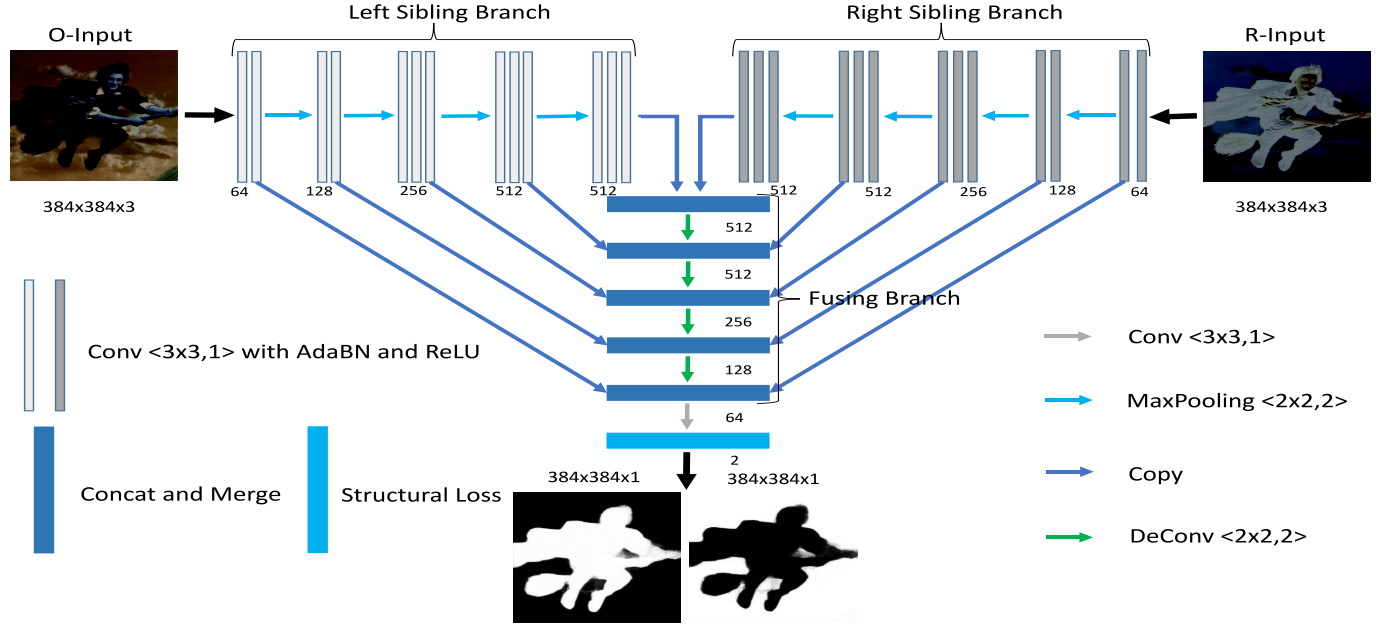 Left Sibling Branch
Right Sibling Branch
O-Input
R-Input
64
128
256
512
512
512
512
256
128
64
384x384x3
384x384x3
512
512
Fusing Branch
256
128
64
2
Conv <3x3,1> with AdaBN and ReLU
Concat and Merge
Structural Loss
384x384x1
384x384x1
Conv <3x3,1>
MaxPooling <2x2,2>
Copy
DeConv <2x2,2>